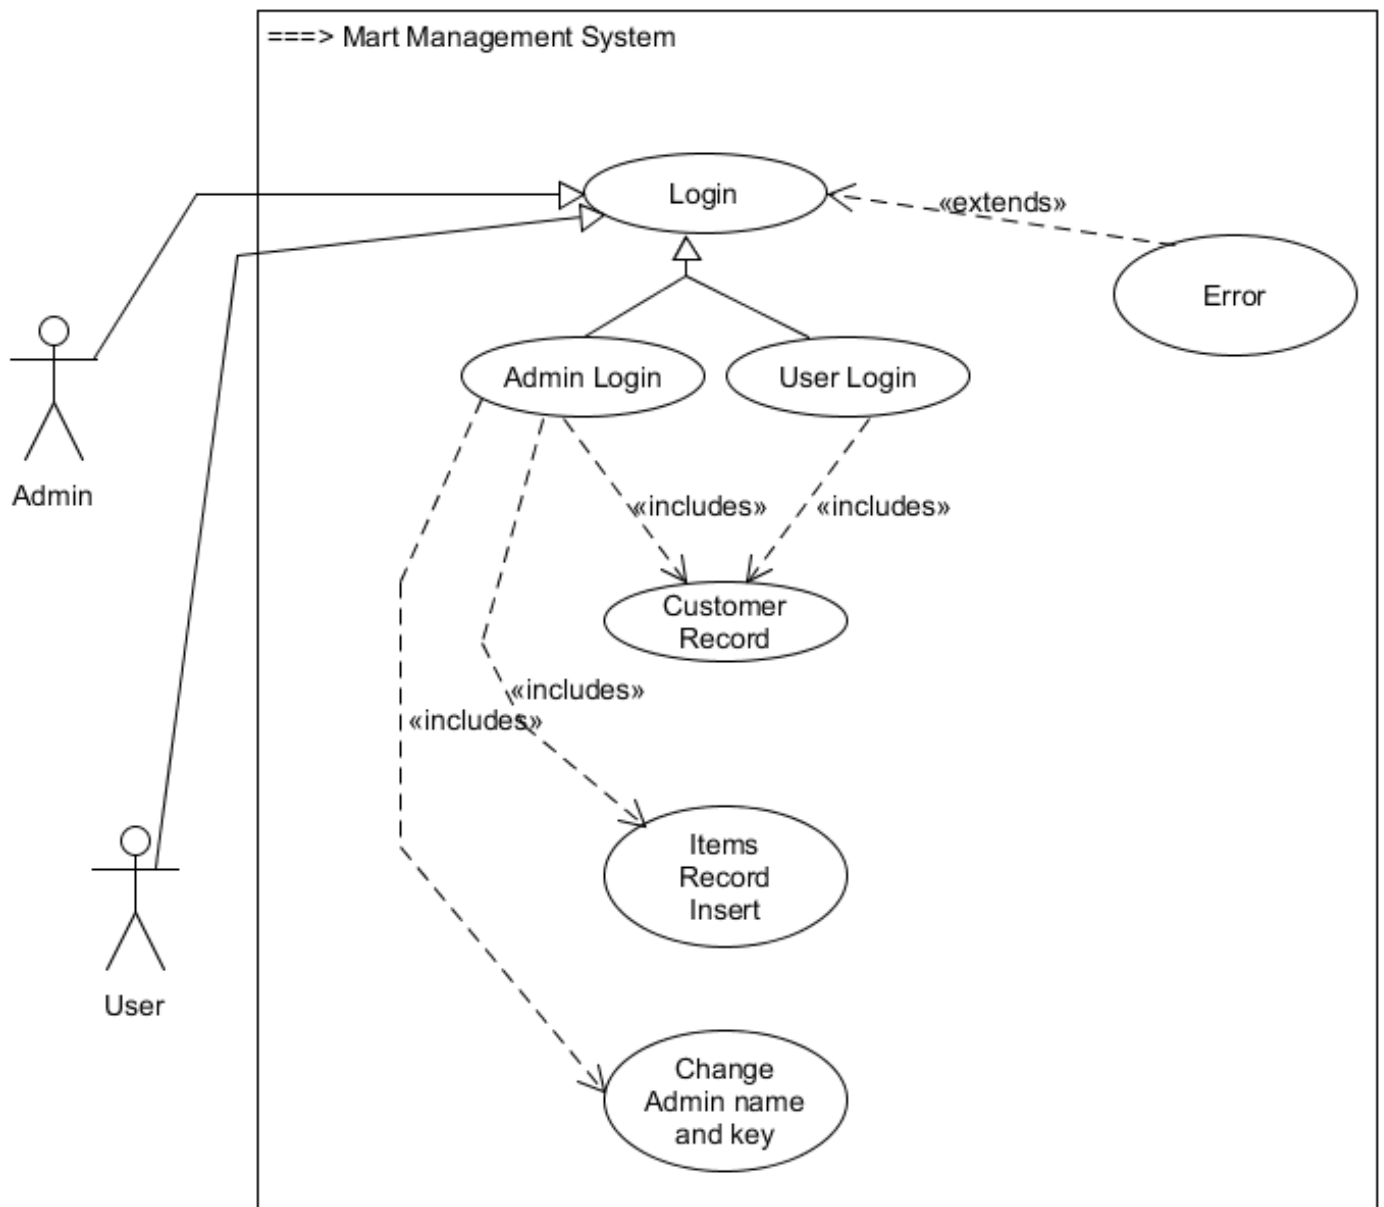 ===> Mart Management System
Login
«extends»
Error
Admin Login
User Login
Admin
«includes»
«includes»
Customer
Record
«includes»
«includes»
Items
Record
Insert
User
Change
Admin name
and key